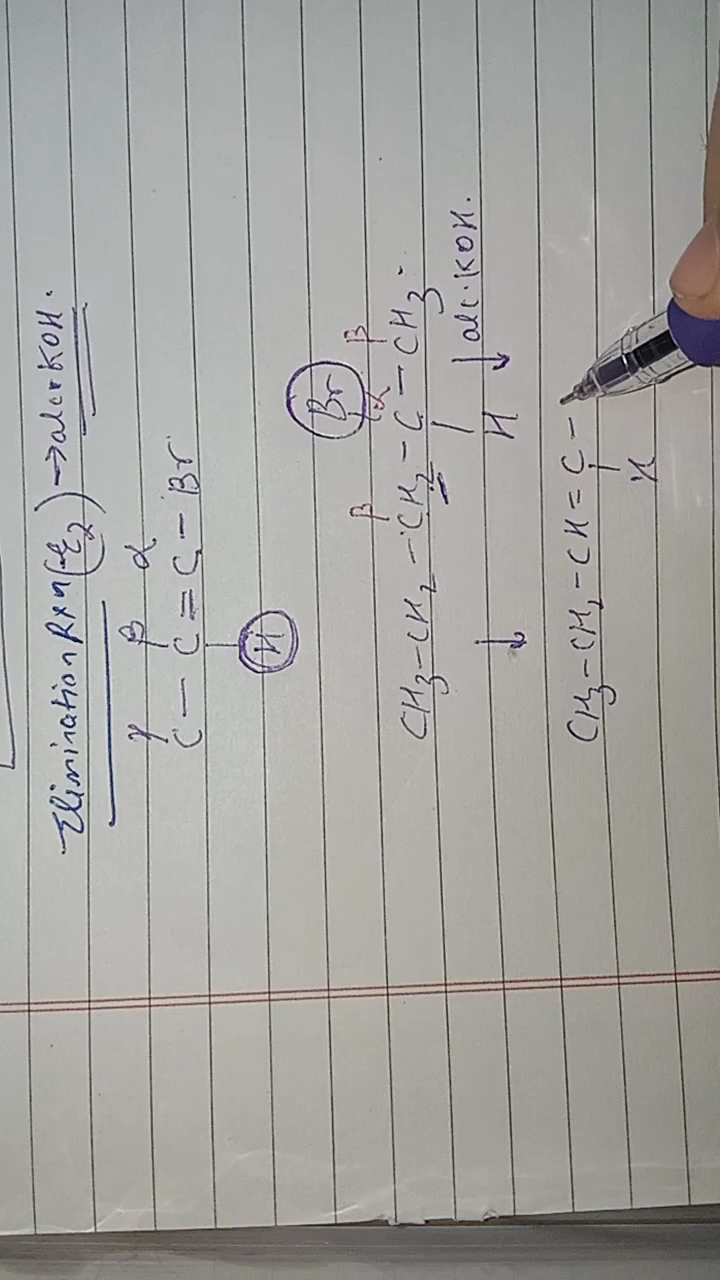 Elimination Rxn (E2) → alc. KOH.
γ β α
C — C = C — Br
H
Br
β α β
CH3 — CH2 — CH2 — C — CH3.
H
↓ ↓ alc. KOH.
CH3 — CH2 — CH = C —
H